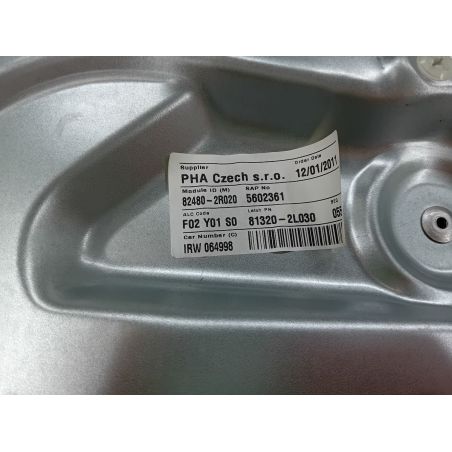 Supplier Order Date
PHA Czech s.r.o. 12/01/2011
Module ID (M) SAP No
82480-2R020 5602361
ALC Code Latch PN
F02 Y01 S0 81320-2L030 055
Car Number (C)
IRW 064998